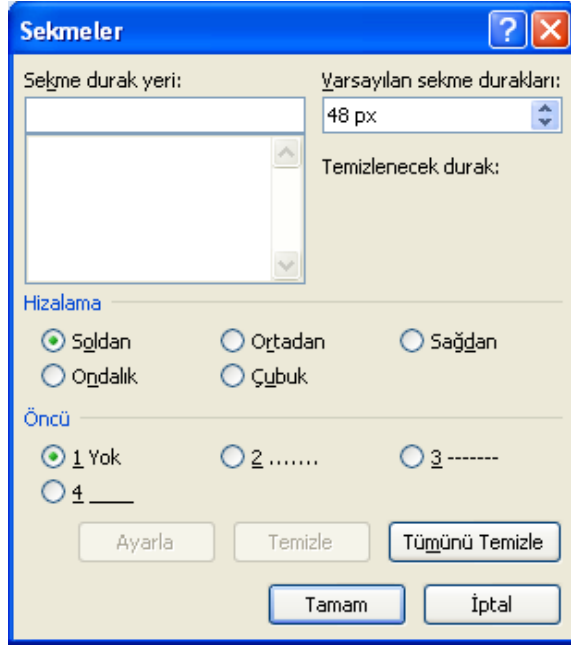 Sekmeler
Sekme durak yeri: Varsayılan sekme durakları:
48 px
Temizlenecek durak:
Hizalama
Soldan Ortadan Sağdan
Ondalık Çubuk
Öncü
1 Yok 2 ....... 3 -------
4 ____
Ayarla Temizle Tümünü Temizle
Tamam İptal